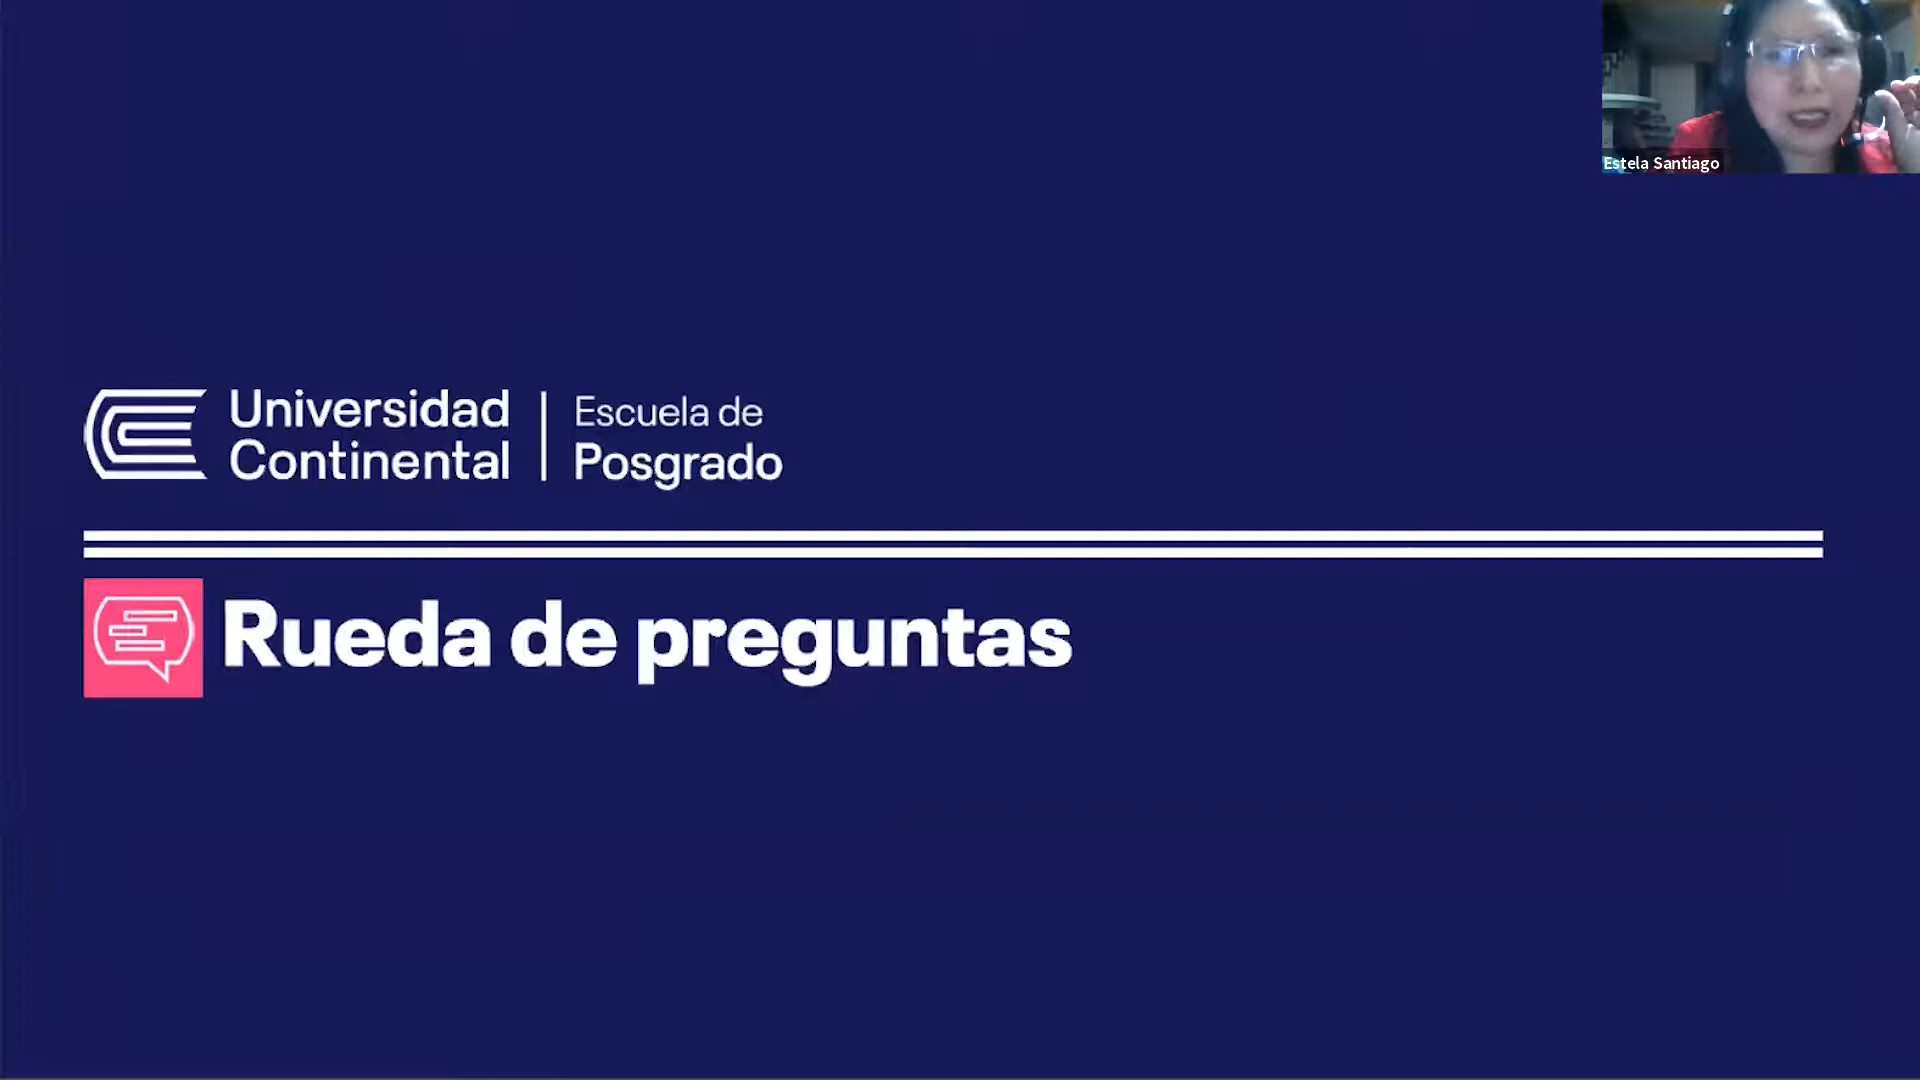 Estela Santiago
Universidad
Continental
Escuela de
Posgrado
Rueda de preguntas